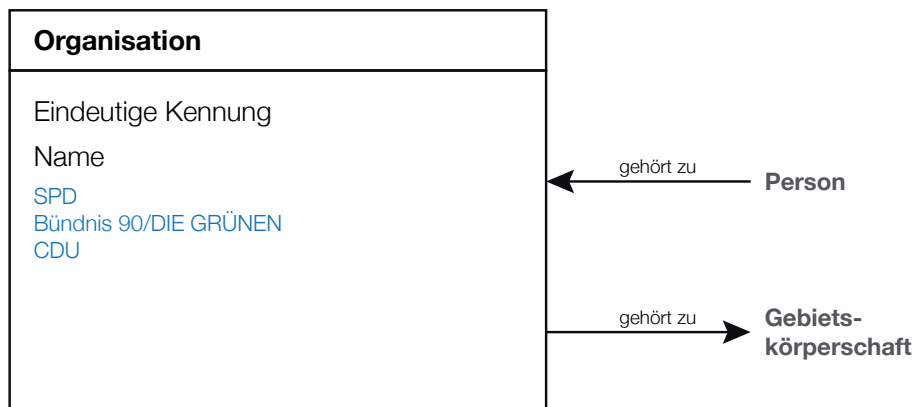 Organisation
Eindeutige Kennung
Name
SPD
Bündnis 90/DIE GRÜNEN
CDU
gehört zu
Person
gehört zu
Gebiets-
körperschaft